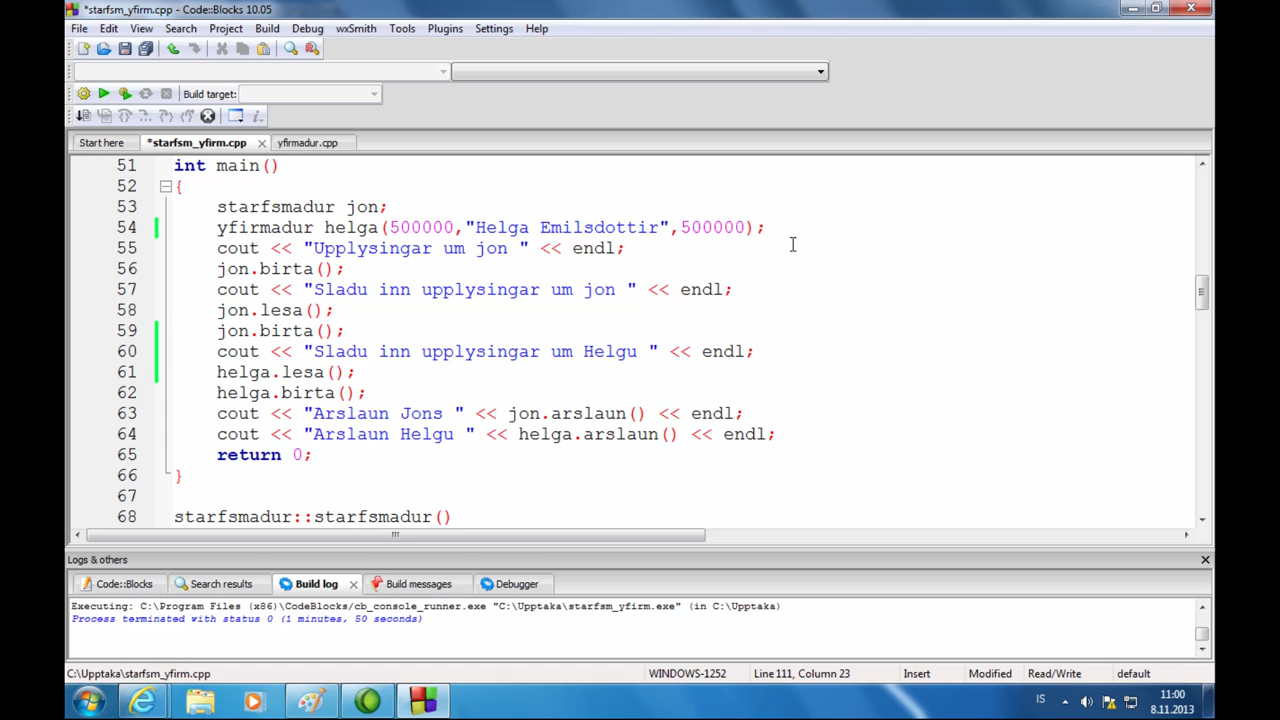 *starfsm_yfirm.cpp - Code::Blocks 10.05
File Edit View Search Project Build Debug wxSmith Tools Plugins Settings Help
Build target:
Start here *starfsm_yfirm.cpp yfirmadur.cpp
51 int main()
52 {
53 starfsmadur jon;
54 yfirmadur helga(500000,"Helga Emilsdottir",500000);
55 cout << "Upplysingar um jon " << endl;
56 jon.birta();
57 cout << "Sladu inn upplysingar um jon " << endl;
58 jon.lesa();
59 jon.birta();
60 cout << "Sladu inn upplysingar um Helgu " << endl;
61 helga.lesa();
62 helga.birta();
63 cout << "Arslaun Jons " << jon.arslaun() << endl;
64 cout << "Arslaun Helgu " << helga.arslaun() << endl;
65 return 0;
66 }
67
68 starfsmadur::starfsmadur()
Logs & others
Code::Blocks Search results Build log Build messages Debugger
Executing: C:\Program Files (x86)\CodeBlocks/cb_console_runner.exe "C:\Upptaka\starfsm_yfirm.exe" (in C:\Upptaka)
Process terminated with status 0 (1 minutes, 50 seconds)
C:\Upptaka\starfsm_yfirm.cpp WINDOWS-1252 Line 111, Column 23 Insert Modified Read/Write default
IS 11:00
8.11.2013